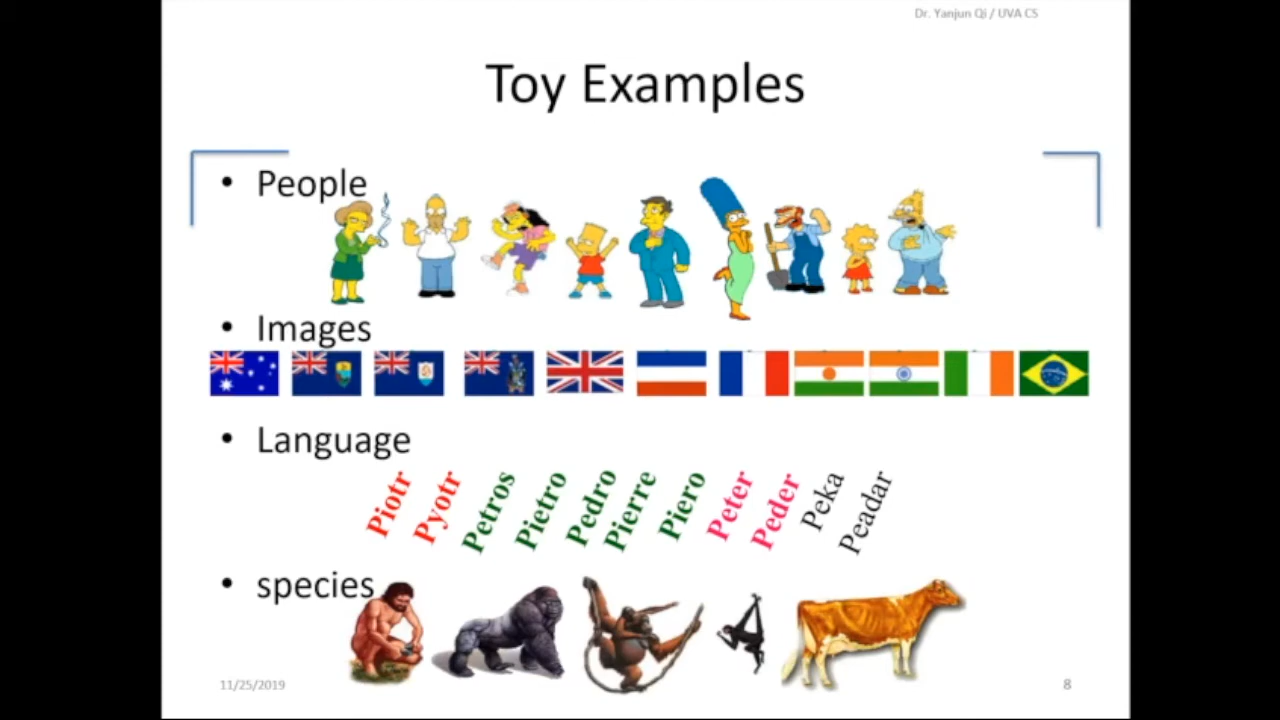 Dr. Yanjun Qi / UVA CS
Toy Examples
• People
• Images
• Language
Piotr Pyotr Petros Pietro Pedro Pierre Piero Peter Peder Peka Peadar
• species
11/25/2019 8